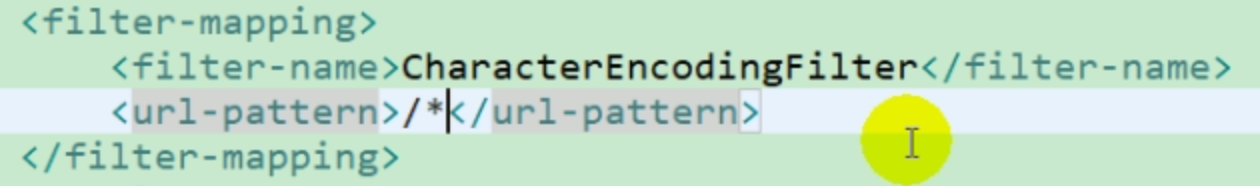 <filter-mapping>
<filter-name>CharacterEncodingFilter</filter-name>
<url-pattern>/*</url-pattern>
</filter-mapping>